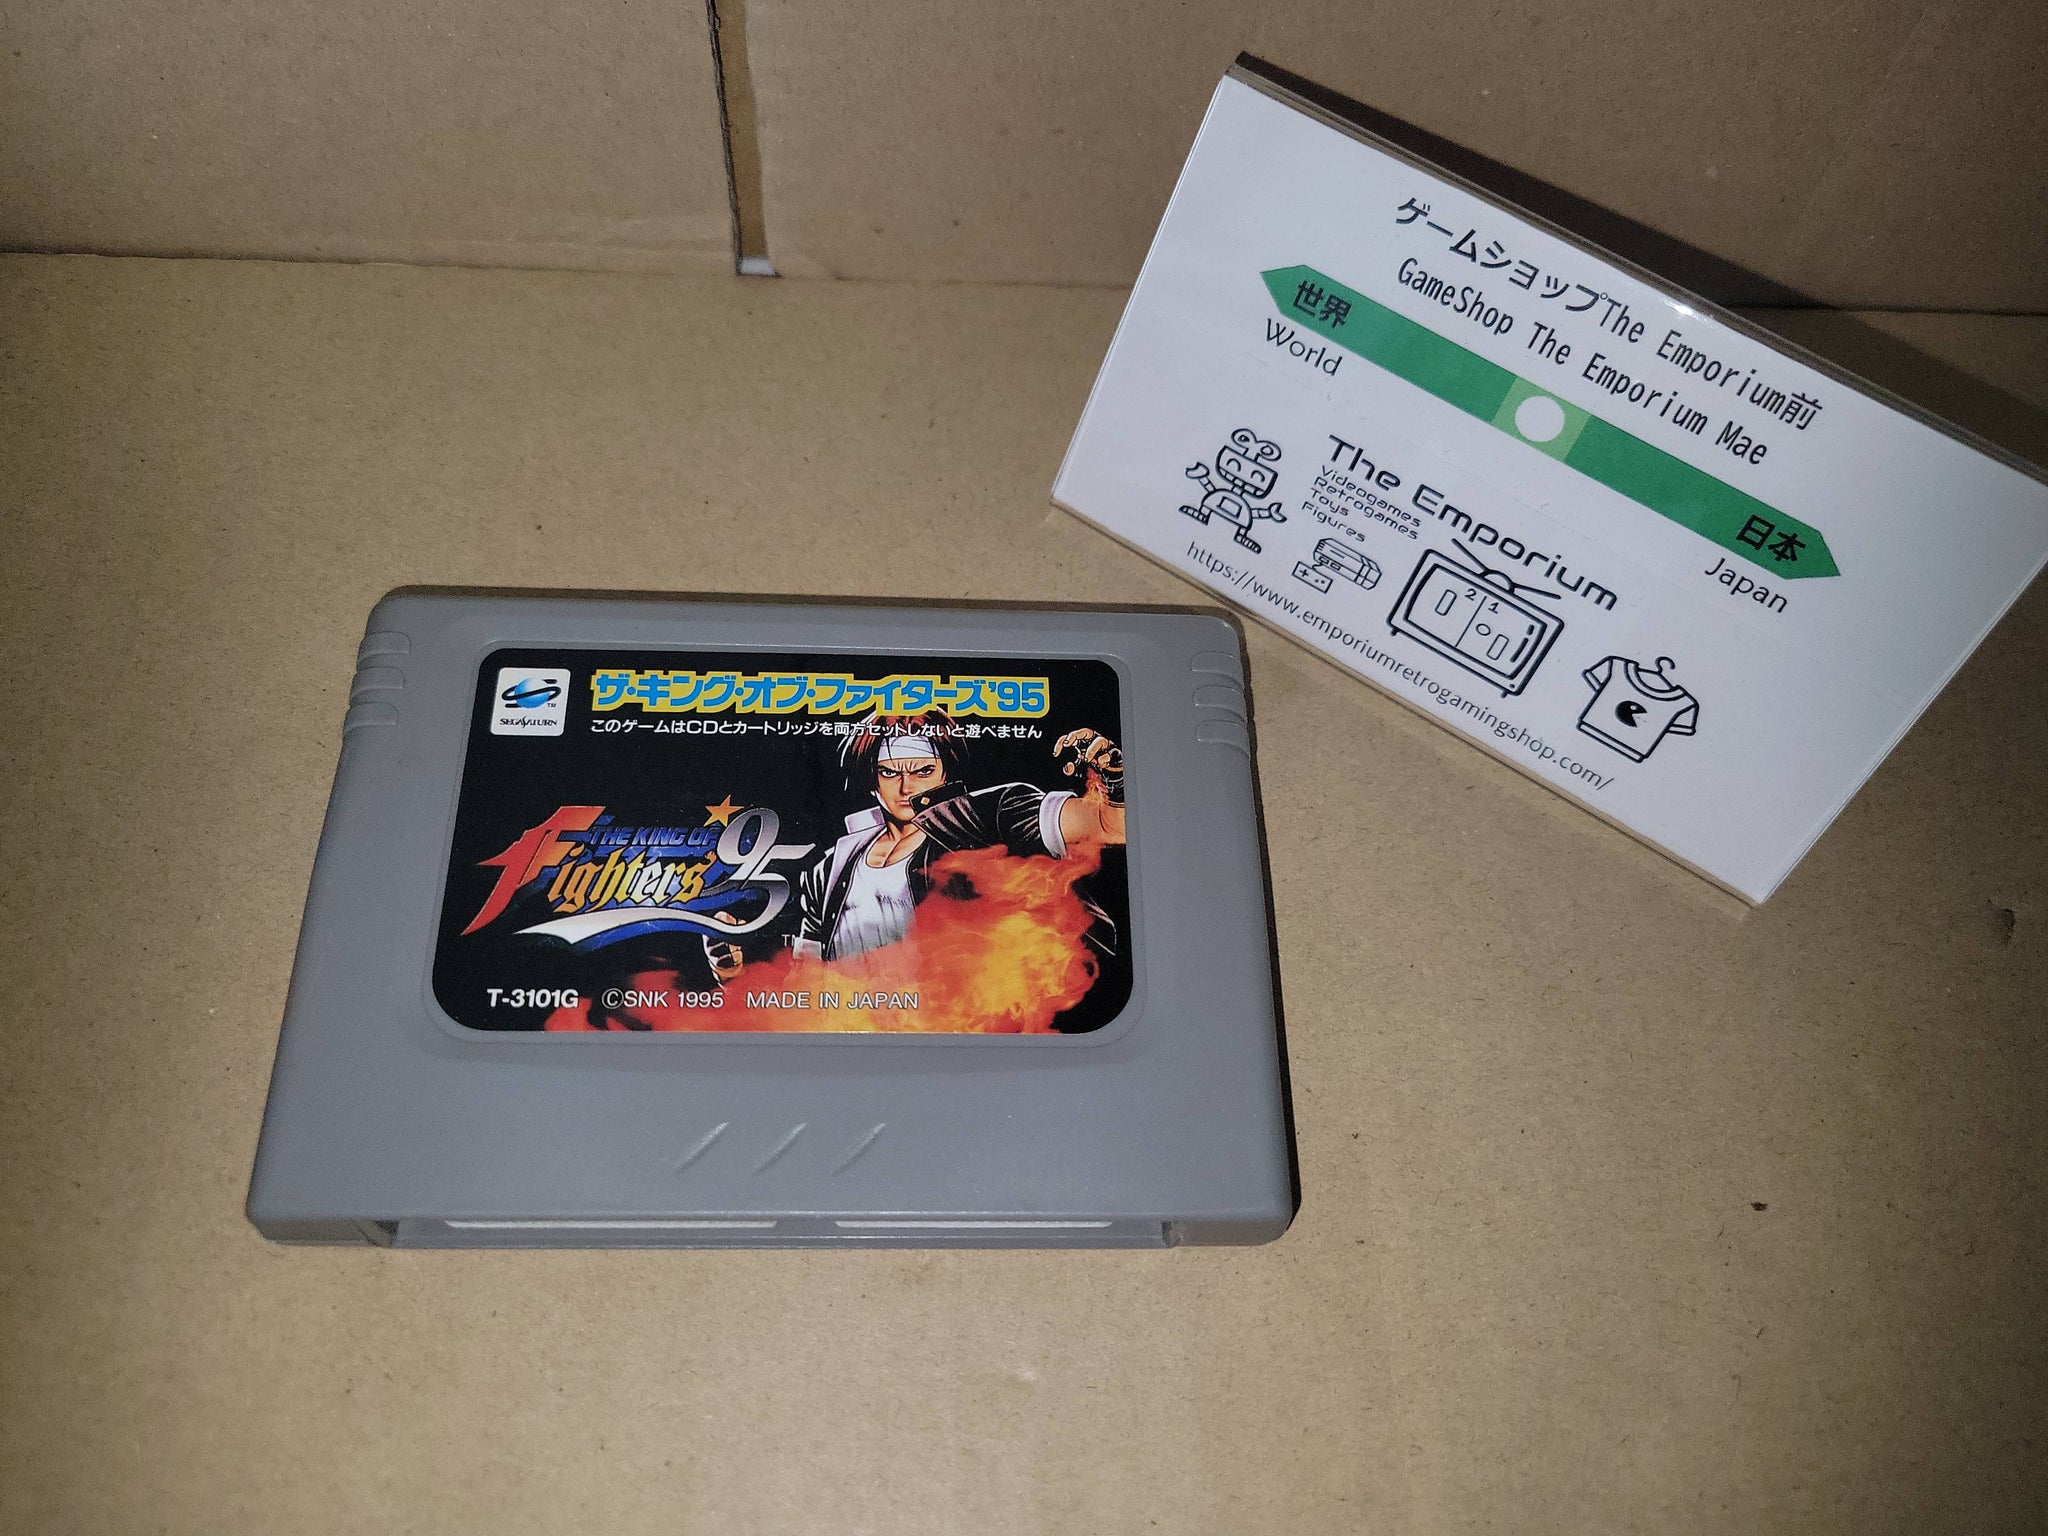 SEGA SATURN
TM
ザ・キング・オブ・ファイターズ'95
このゲームはCDとカートリッジを両方セットしないと遊べません
THE KING OF
Fighters '95
TM
T-3101G ©SNK 1995 MADE IN JAPAN
ゲームショップThe Emporium前
GameShop The Emporium Mae
世界
World
日本
Japan
The Emporium
Videogames
Retrogames
Toys
Figures
2 1
https://www.emporiumretrogamingshop.com/